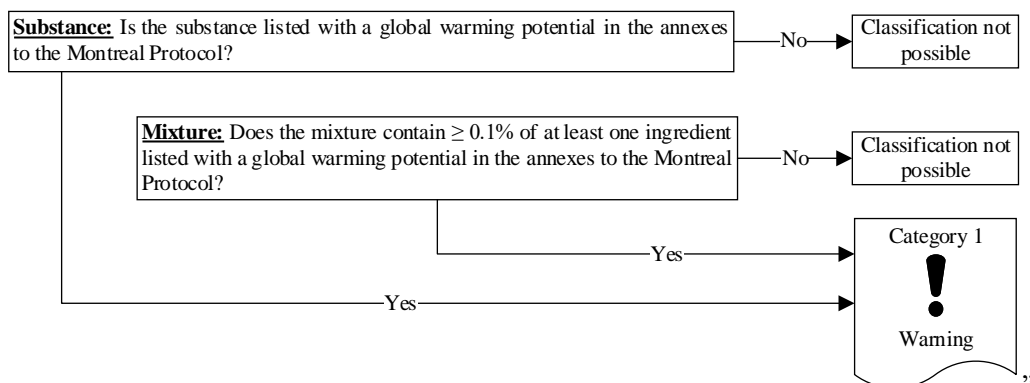 Substance: Is the substance listed with a global warming potential in the annexes
to the Montreal Protocol?
No
Classification not
possible
Mixture: Does the mixture contain ≥ 0.1% of at least one ingredient
listed with a global warming potential in the annexes to the Montreal
Protocol?
No
Classification not
possible
Yes
Yes
Category 1
!
Warning
,,